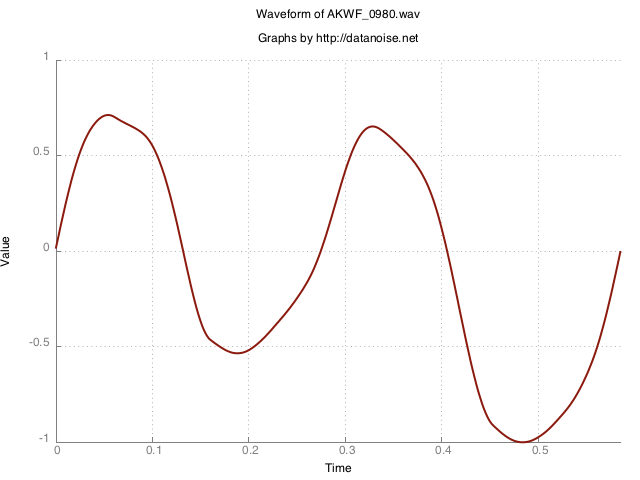 Waveform of AKWF_0980.wav
Graphs by http://datanoise.net
1
0.5
0
-0.5
-1
Value
0 0.1 0.2 0.3 0.4 0.5
Time